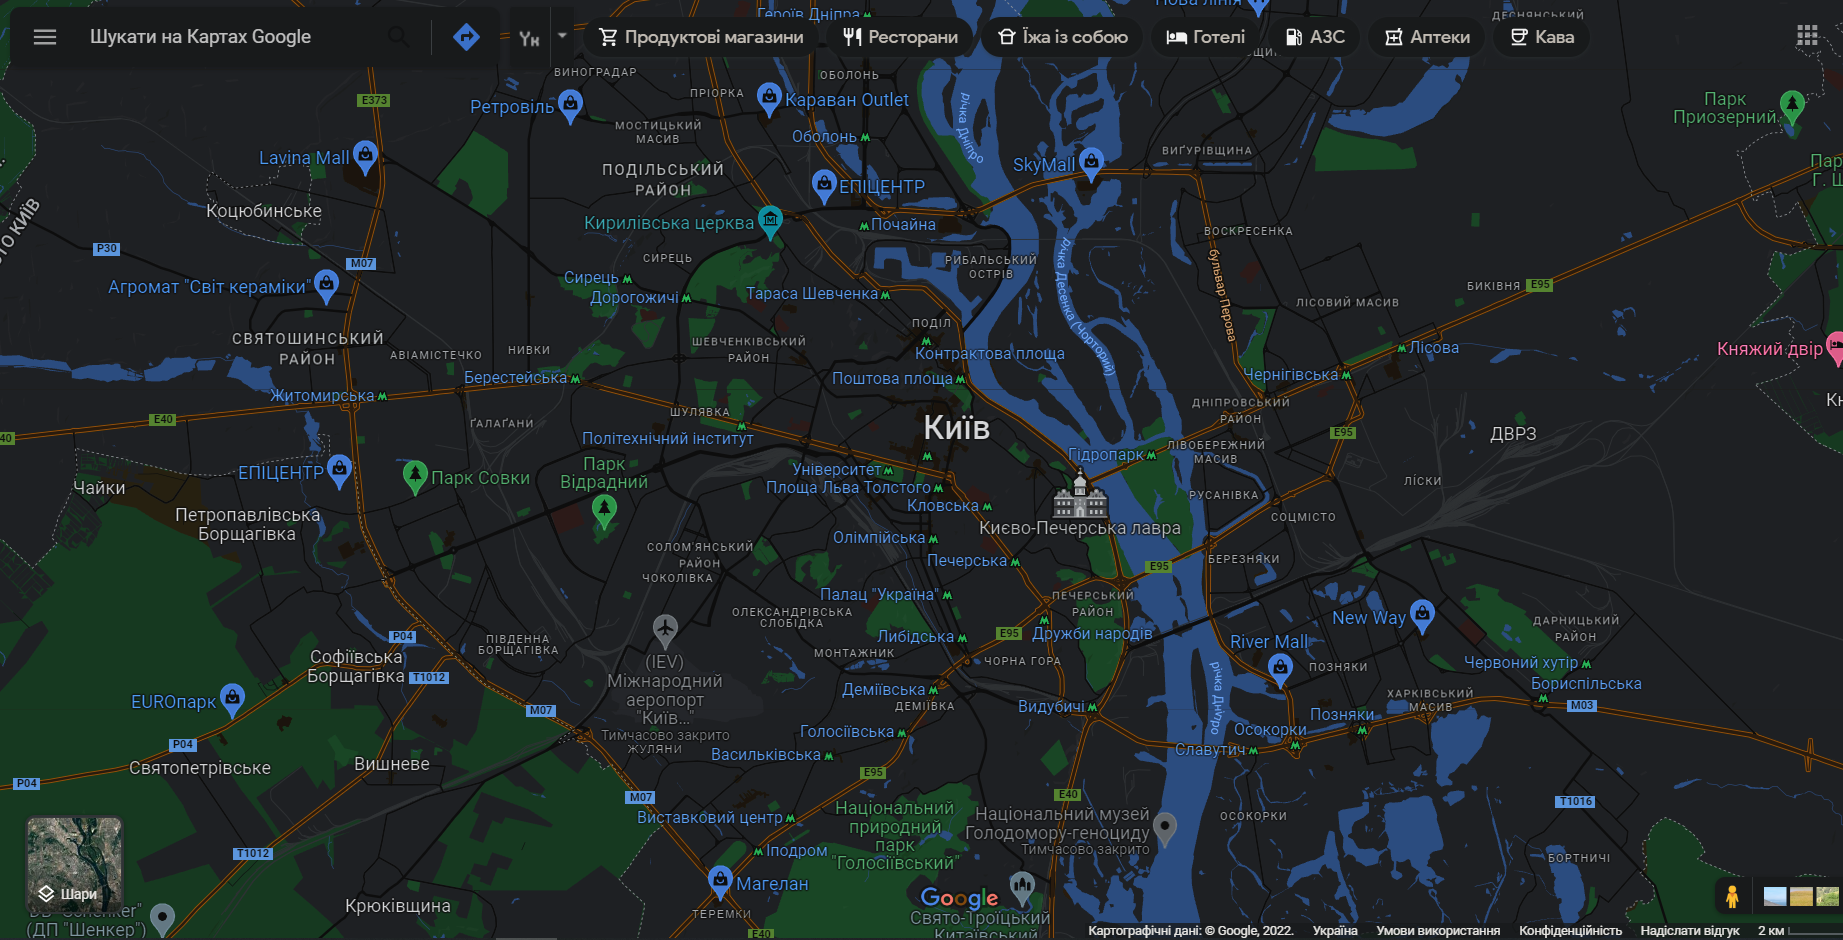 Шукати на Картах Google
Продуктові магазини
Ресторани
Їжа із собою
Готелі
АЗС
Аптеки
Кава
Героїв Дніпра
Нова лінія
ДЕСНЯНСЬКИЙ
ВИНОГРАДАР
ОБОЛОНЬ
ПРІОРКА
E373
Ретровіль
Караван Outlet
Парк
Приозерний
МОСТИЦЬКИЙ
МАСИВ
Оболонь
річка Дніпро
Lavina Mall
SkyMall
ВИГУРІВЩИНА
ПОДІЛЬСЬКИЙ
РАЙОН
ЕПІЦЕНТР
Коцюбинське
Кирилівська церква
Почайна
ВОСКРЕСЕНКА
P30
M07
СИРЕЦЬ
РИБАЛЬСЬКИЙ
ОСТРІВ
річка Десенка (Чорторий)
бульвар Перова
Сирець
Агромат "Світ кераміки"
Дорогожичі
Тараса Шевченка
БИКІВНЯ
E95
ЛІСОВИЙ МАСИВ
ПОДІЛ
СВЯТОШИНСЬКИЙ
РАЙОН
АВІАМІСТЕЧКО
НИВКИ
ШЕВЧЕНКІВСЬКИЙ
РАЙОН
Контрактова площа
Лісова
Княжий двір
Берестейська
Поштова площа
Чернігівська
Житомирська
ДНІПРОВСЬКИЙ
РАЙОН
E40
40
ҐАЛАҐАНИ
ШУЛЯВКА
Київ
E95
ДВРЗ
Політехнічний інститут
ЛІВОБЕРЕЖНИЙ
МАСИВ
Гідропарк
ЕПІЦЕНТР
Парк Совки
Парк
Відрадний
Університет
Площа Льва Толстого
ЛІСКИ
Чайки
РУСАНІВКА
Кловська
Петропавлівська
Борщагівка
СОЦМІСТО
Києво-Печерська лавра
Олімпійська
СОЛОМ'ЯНСЬКИЙ
РАЙОН
ЧОКОЛІВКА
Печерська
E95
БЕРЕЗНЯКИ
Палац "Україна"
ПЕЧЕРСЬКИЙ
РАЙОН
ОЛЕКСАНДРІВСЬКА
СЛОБІДКА
New Way
ДАРНИЦЬКИЙ
РАЙОН
P04
ПІВДЕННА
БОРЩАГІВКА
Либідська
E95
Дружби народів
River Mall
Софіївська
Борщагівка
T1012
(IEV)
Міжнародний
аеропорт
"Київ..."
Тимчасово закрито
ЖУЛЯНИ
МОНТАЖНИК
ЧОРНА ГОРА
ПОЗНЯКИ
Червоний хутір
Бориспільська
EUROпарк
M07
Деміївська
ДЕМІЇВКА
Видубичі
річка Дніпро
ХАРКІВСЬКИЙ
МАСИВ
M03
Позняки
Осокорки
Славутич
P04
Голосіївська
Васильківська
Святопетрівське
Вишневе
E95
P04
M07
E40
T1016
Виставковий центр
Національний
природний
парк
"Голосіївський"
Національний музей
Голодомору-геноциду
Тимчасово закрито
ОСОКОРКИ
T1012
Іподром
БОРТНИЧІ
Магелан
Шари
Крюківщина
ТЕРЕМКИ
Google
Свято-Троїцький
Китаївський
(ДП "Шенкер")
E40
Картографічні дані: © Google, 2022.
Україна
Умови використання
Конфіденційність
Надіслати відгук
2 км